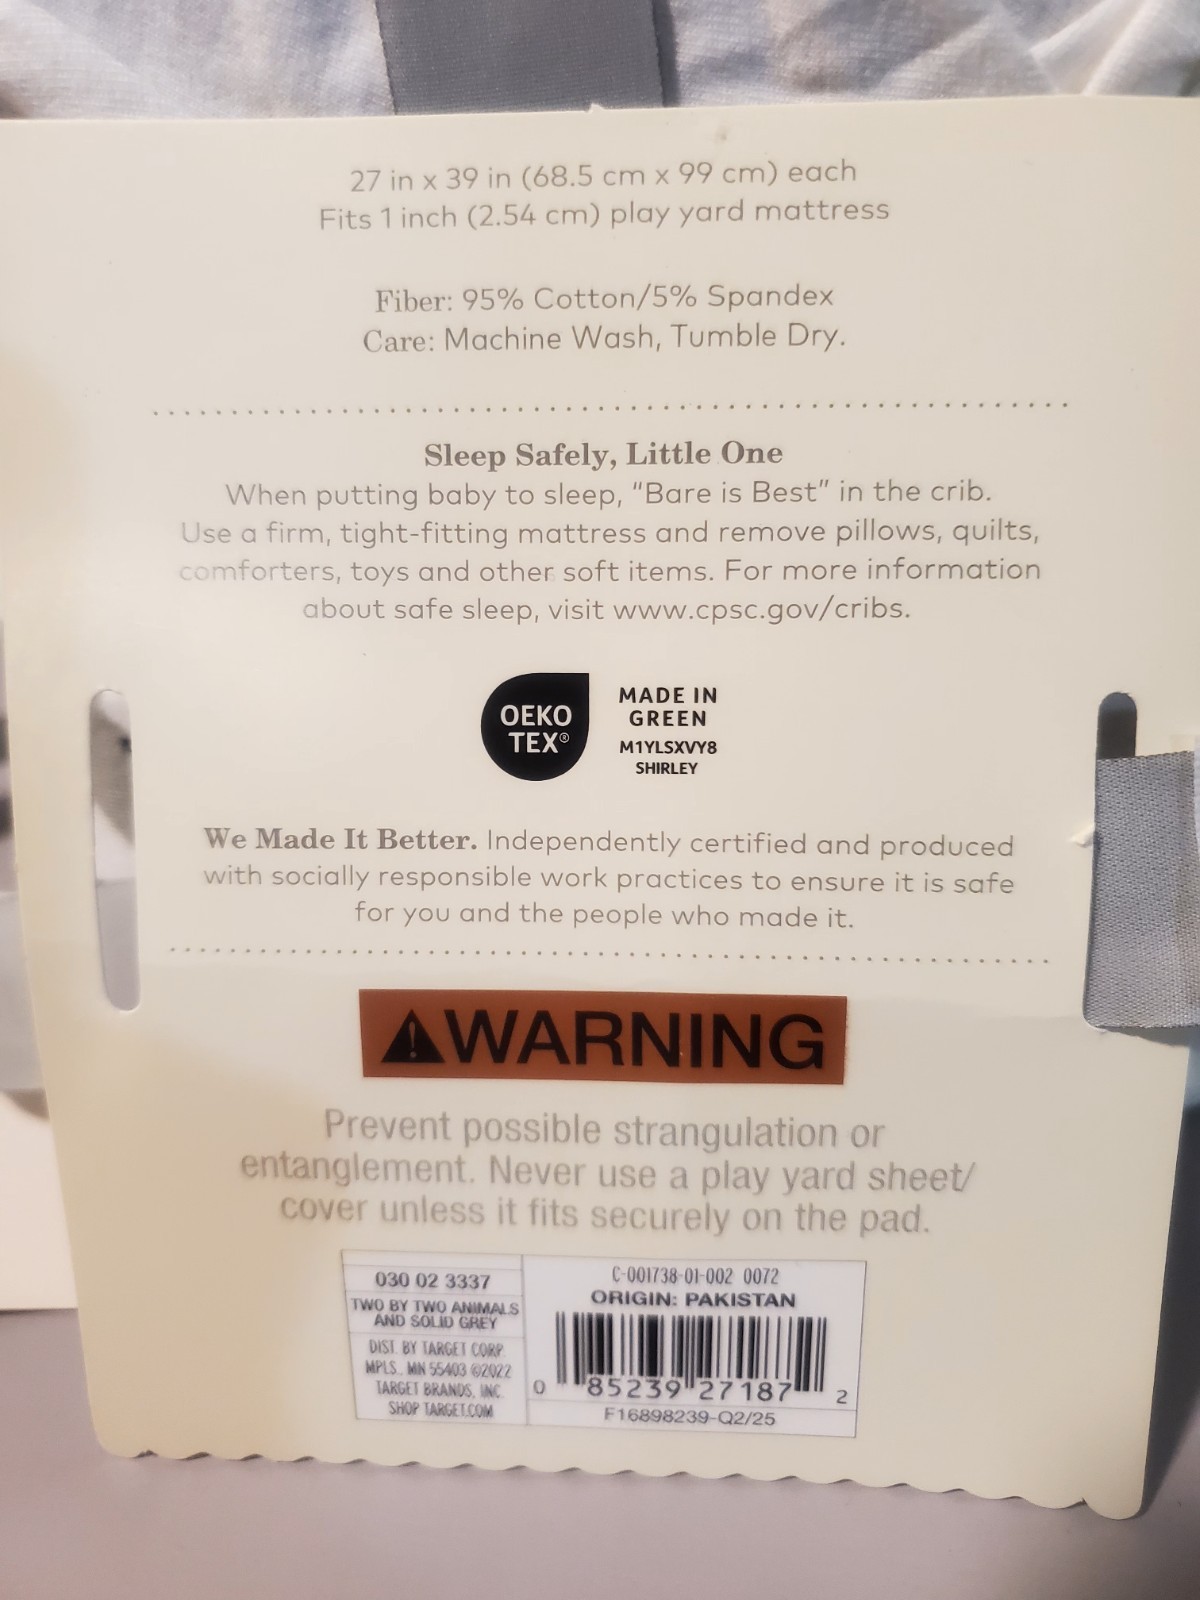 27 in x 39 in (68.5 cm x 99 cm) each
Fits 1 inch (2.54 cm) play yard mattress
Fiber: 95% Cotton/5% Spandex
Care: Machine Wash, Tumble Dry.
Sleep Safely, Little One
When putting baby to sleep, “Bare is Best” in the crib.
Use a firm, tight-fitting mattress and remove pillows, quilts,
comforters, toys and other soft items. For more information
about safe sleep, visit www.cpsc.gov/cribs.
OEKO
TEX®
MADE IN
GREEN
M1YLSXVY8
SHIRLEY
We Made It Better. Independently certified and produced
with socially responsible work practices to ensure it is safe
for you and the people who made it.
WARNING
Prevent possible strangulation or
entanglement. Never use a play yard sheet/
cover unless it fits securely on the pad.
030 02 3337
TWO BY TWO ANIMALS
AND SOLID GREY
DIST. BY TARGET CORP.
MPLS., MN 55403 ©2022
TARGET BRANDS, INC.
SHOP TARGET.COM
C-001738-01-002 0072
ORIGIN: PAKISTAN
0 85239 27187 2
F16898239-Q2/25